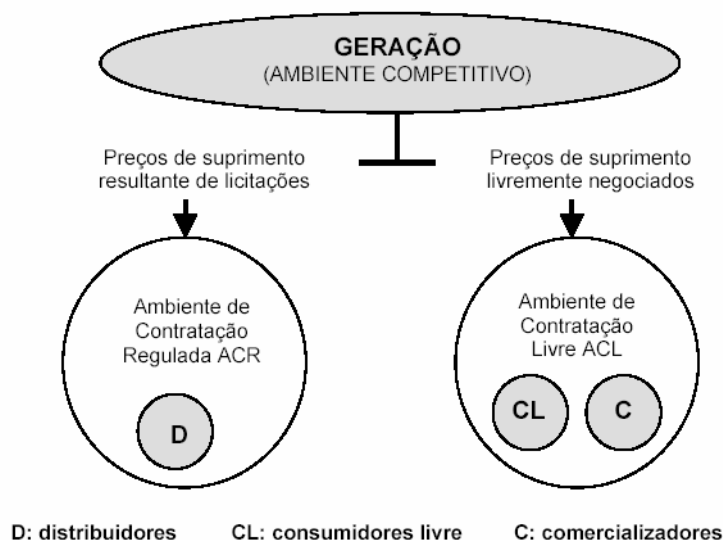 GERAÇÃO
(AMBIENTE COMPETITIVO)
Preços de suprimento
resultante de licitações
Preços de suprimento
livremente negociados
Ambiente de
Contratação
Regulada ACR
D
Ambiente de
Contratação
Livre ACL
CL
C
D: distribuidores CL: consumidores livre C: comercializadores